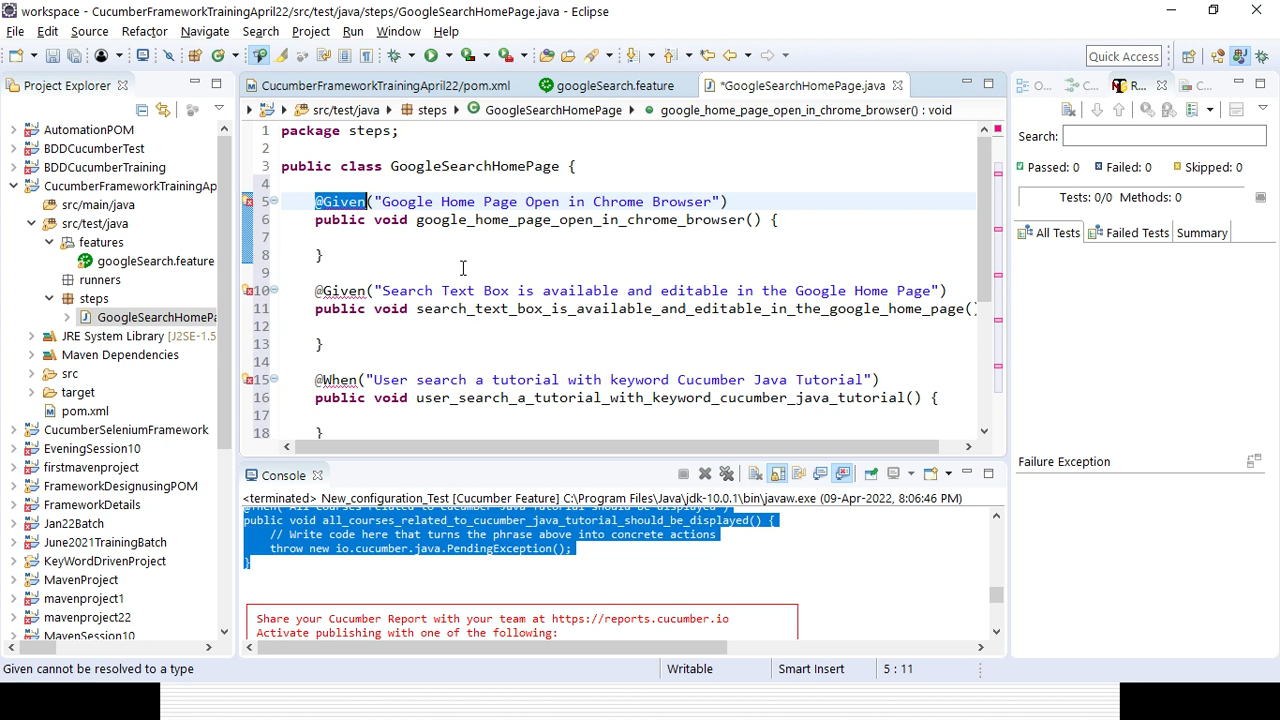 workspace - CucumberFrameworkTrainingApril22/src/test/java/steps/GoogleSearchHomePage.java - Eclipse
File Edit Source Refactor Navigate Search Project Run Window Help
Quick Access
Project Explorer
CucumberFrameworkTrainingApril22/pom.xml googleSearch.feature *GoogleSearchHomePage.java
O... C... R... C...
src/test/java steps GoogleSearchHomePage google_home_page_open_in_chrome_browser() : void
AutomationPOM
BDDCucumberTest
BDDCucumberTraining
CucumberFrameworkTrainingAp
src/main/java
src/test/java
features
googleSearch.feature
runners
steps
GoogleSearchHomePa
JRE System Library [J2SE-1.5
Maven Dependencies
src
target
pom.xml
CucumberSeleniumFramework
EveningSession10
firstmavenproject
FrameworkDesignusingPOM
FrameworkDetails
Jan22Batch
June2021TrainingBatch
KeyWordDrivenProject
MavenProject
mavenproject1
mavenproject22
MavenSession10
1 package steps;
2
3 public class GoogleSearchHomePage {
4
5 @Given("Google Home Page Open in Chrome Browser")
6 public void google_home_page_open_in_chrome_browser() {
7
8 }
9
10 @Given("Search Text Box is available and editable in the Google Home Page")
11 public void search_text_box_is_available_and_editable_in_the_google_home_page()
12
13 }
14
15 @When("User search a tutorial with keyword Cucumber Java Tutorial")
16 public void user_search_a_tutorial_with_keyword_cucumber_java_tutorial() {
17
18 }
Search:
Passed: 0 Failed: 0 Skipped: 0
Tests: 0/0 Methods: 0
All Tests Failed Tests Summary
Failure Exception
Console
<terminated> New_configuration_Test [Cucumber Feature] C:\Program Files\Java\jdk-10.0.1\bin\javaw.exe (09-Apr-2022, 8:06:46 PM)
@Then("All courses related to Cucumber Java Tutorial should be displayed")
public void all_courses_related_to_cucumber_java_tutorial_should_be_displayed() {
// Write code here that turns the phrase above into concrete actions
throw new io.cucumber.java.PendingException();
}
Share your Cucumber Report with your team at https://reports.cucumber.io
Activate publishing with one of the following:
Given cannot be resolved to a type
Writable Smart Insert 5 : 11